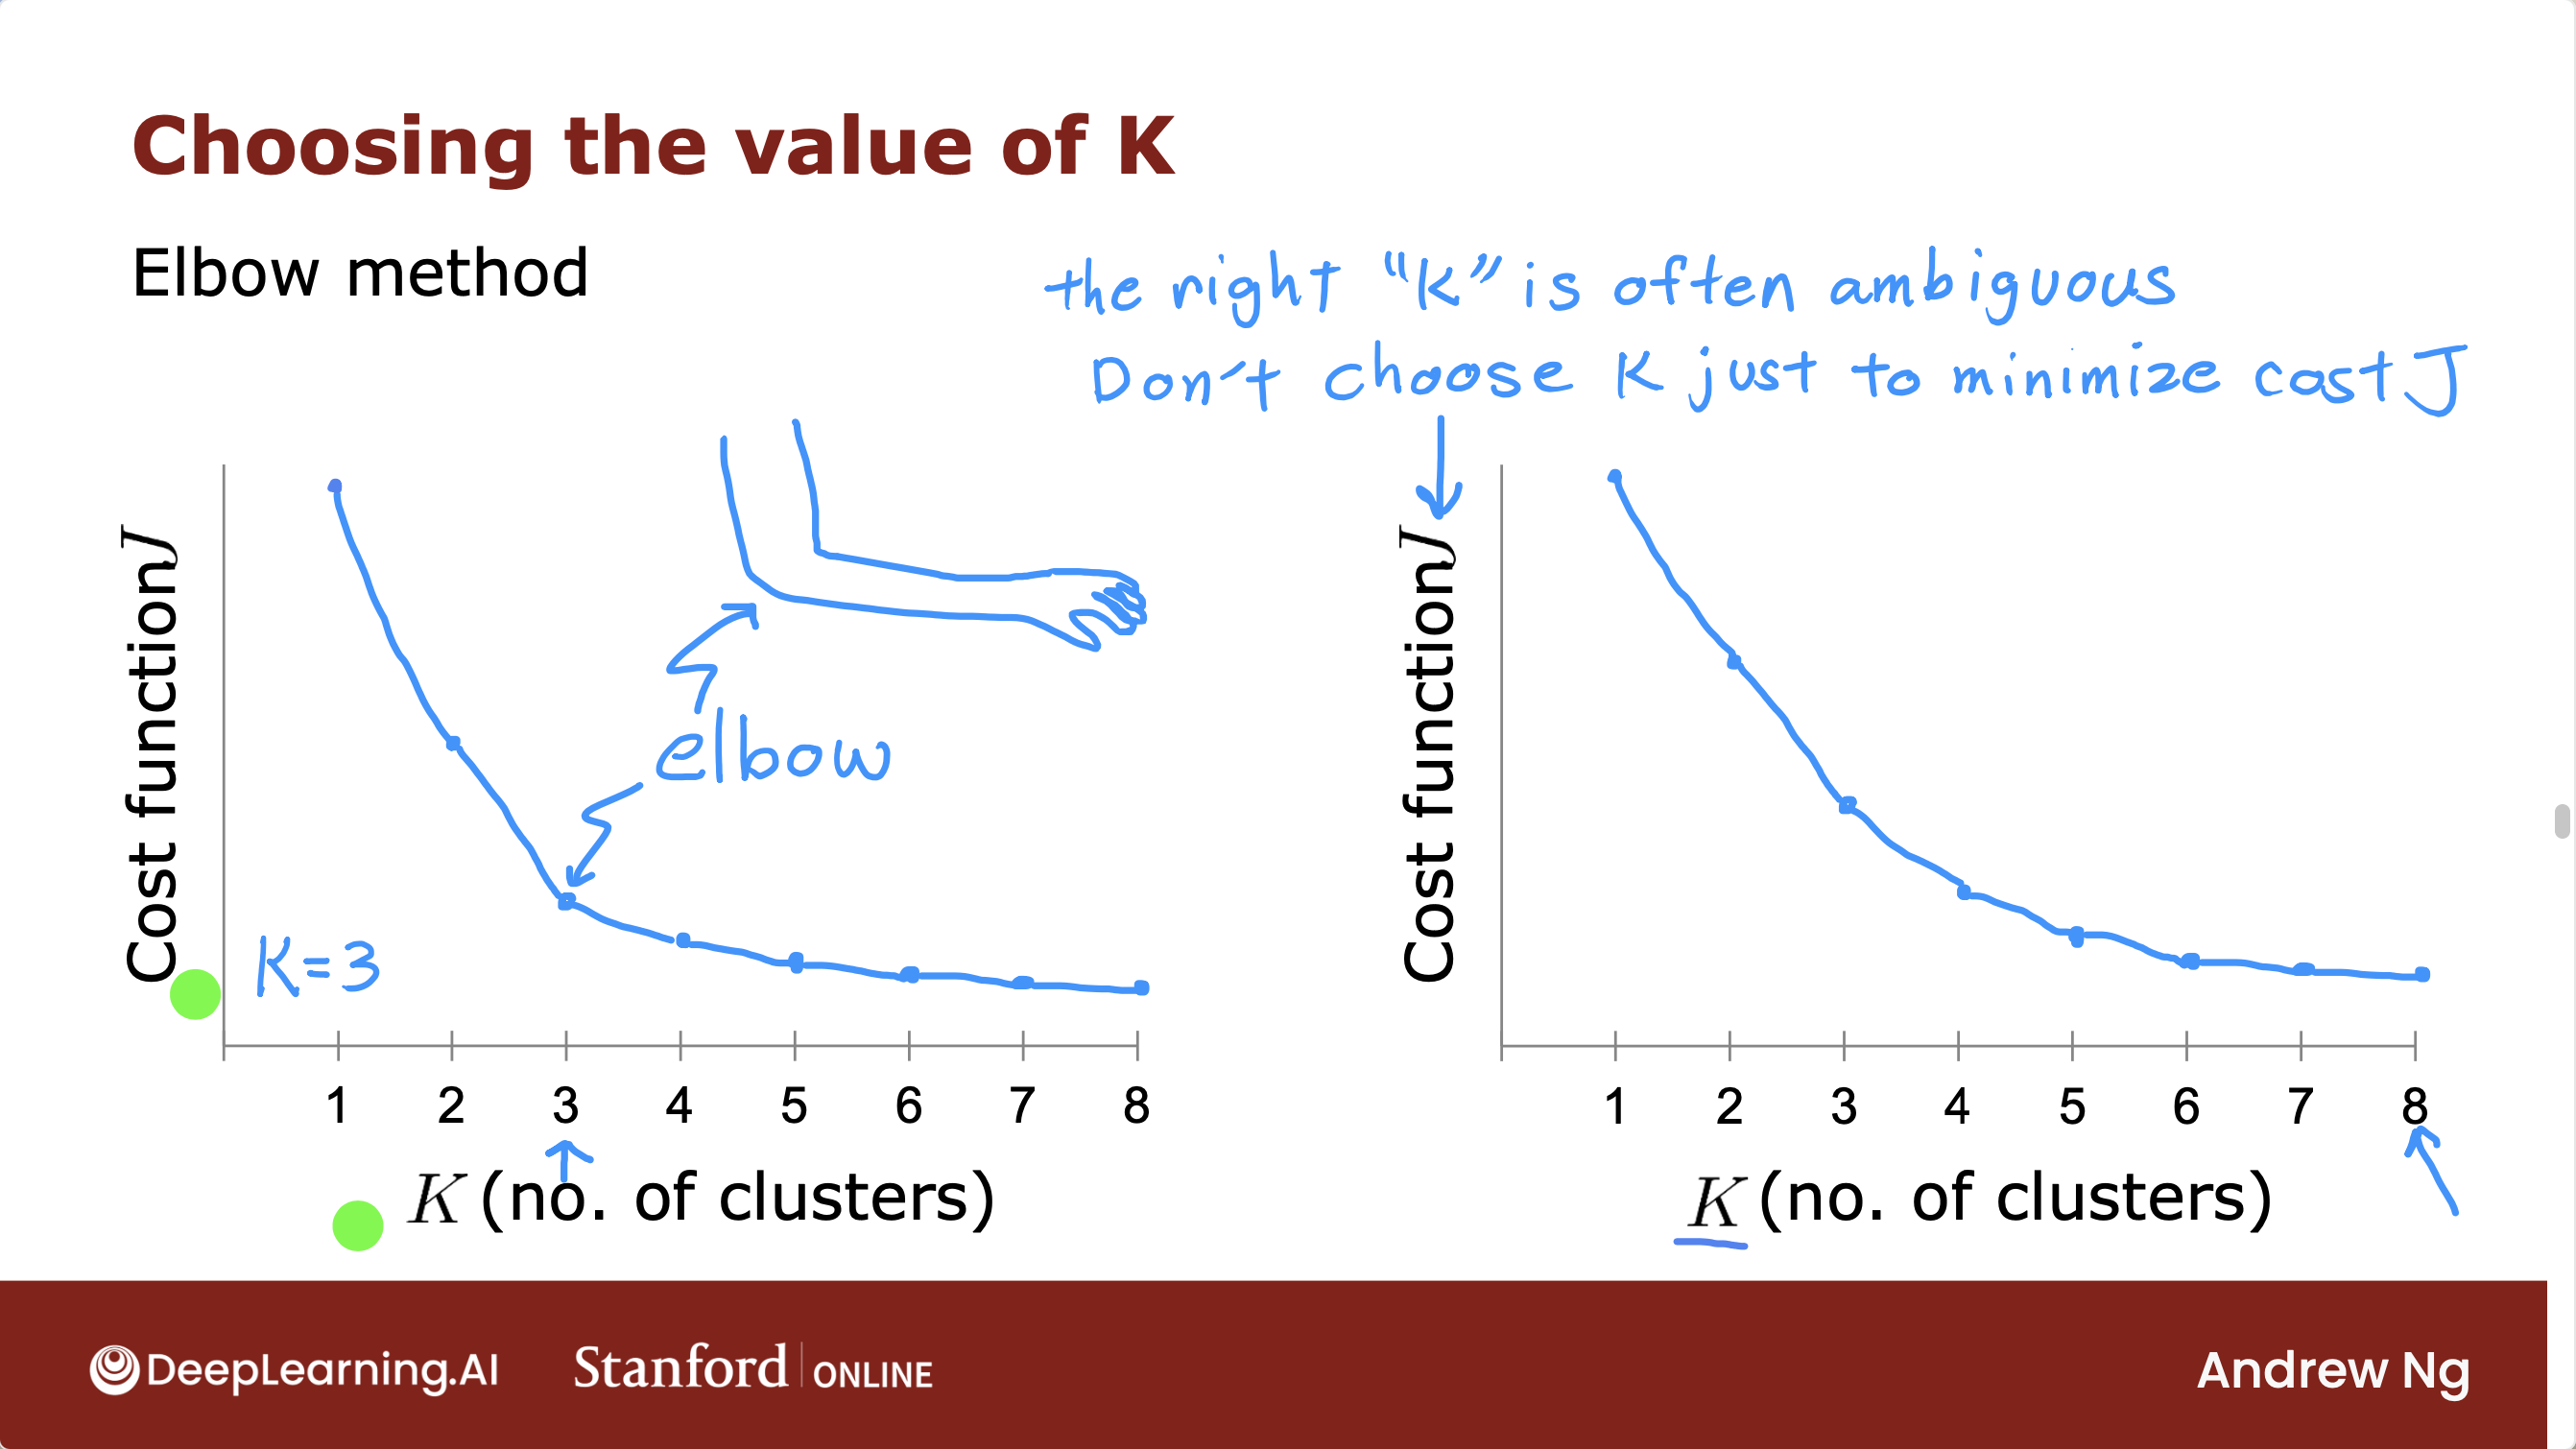 Choosing the value of K
Elbow method
the right "K" is often ambiguous
Don't choose K just to minimize cost J
Cost function J
elbow
K=3
1 2 3 4 5 6 7 8
K (no. of clusters)
Cost function J
1 2 3 4 5 6 7 8
K (no. of clusters)
DeepLearning.AI Stanford ONLINE Andrew Ng